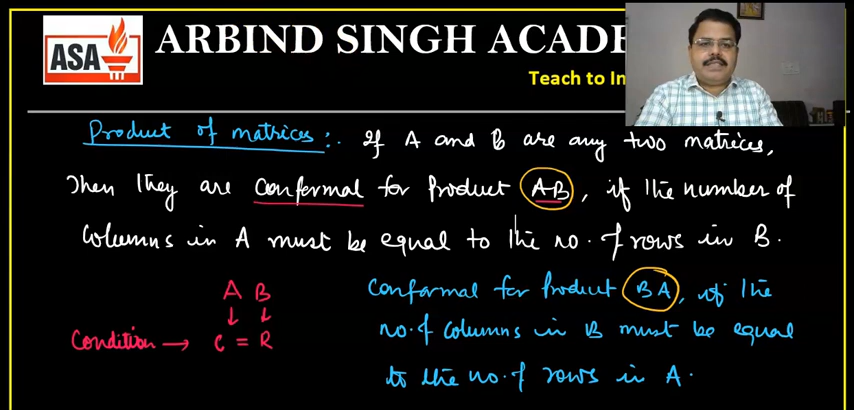 ASA
ARBIND SINGH ACADE
Teach to In
Product of matrices:. If A and B are any two matrices,
Then they are conformal for product AB, if the number of
columns in A must be equal to the no. of rows in B.
A B
Condition → C = R
Conformal for product BA, if the
no. of columns in B must be equal
to the no. of rows in A.